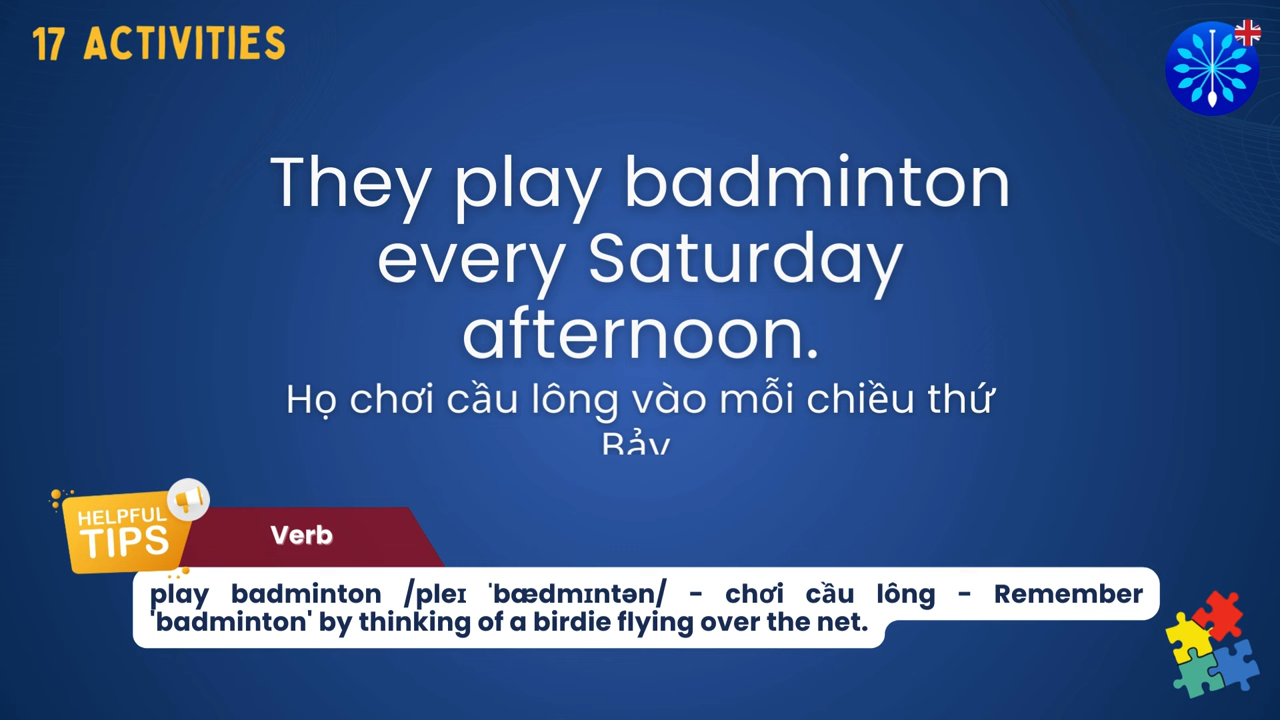 17 ACTIVITIES
They play badminton
every Saturday
afternoon.
Họ chơi cầu lông vào mỗi chiều thứ
Bảy
HELPFUL
TIPS
Verb
play badminton /pleɪ ˈbædmɪntən/ - chơi cầu lông - Remember
'badminton' by thinking of a birdie flying over the net.